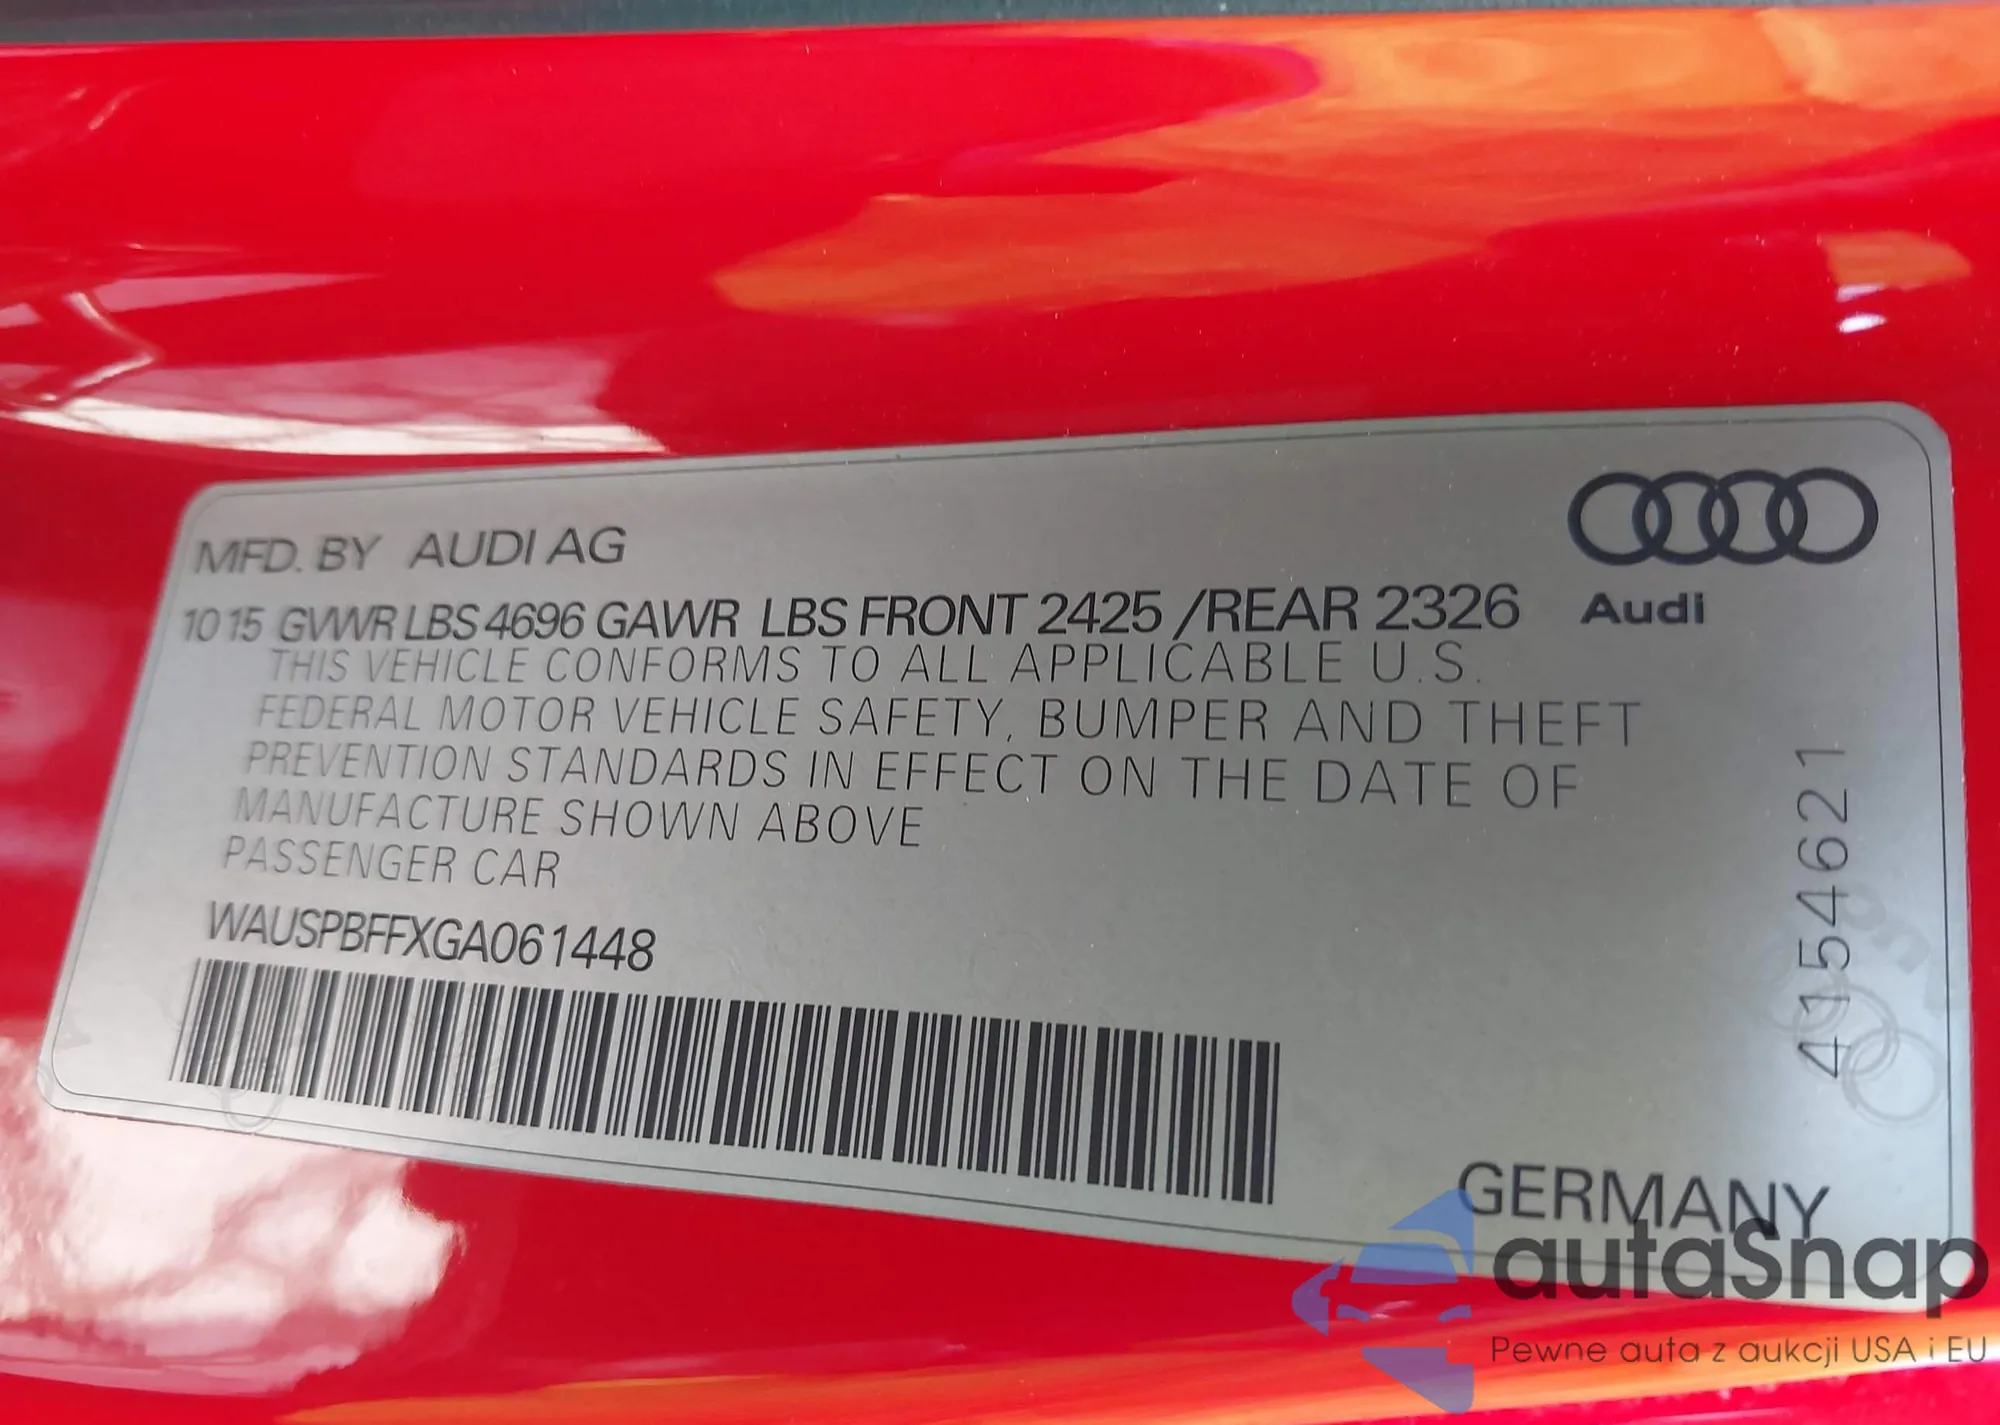 MFD. BY AUDI AG
10 15 GVWR LBS 4696 GAWR LBS FRONT 2425 /REAR 2326
Audi
THIS VEHICLE CONFORMS TO ALL APPLICABLE U.S.
FEDERAL MOTOR VEHICLE SAFETY, BUMPER AND THEFT
PREVENTION STANDARDS IN EFFECT ON THE DATE OF
MANUFACTURE SHOWN ABOVE
PASSENGER CAR
WAUSPBFFXGA061448
4154621
GERMANY
autaSnap
Pewne auta z aukcji USA i EU